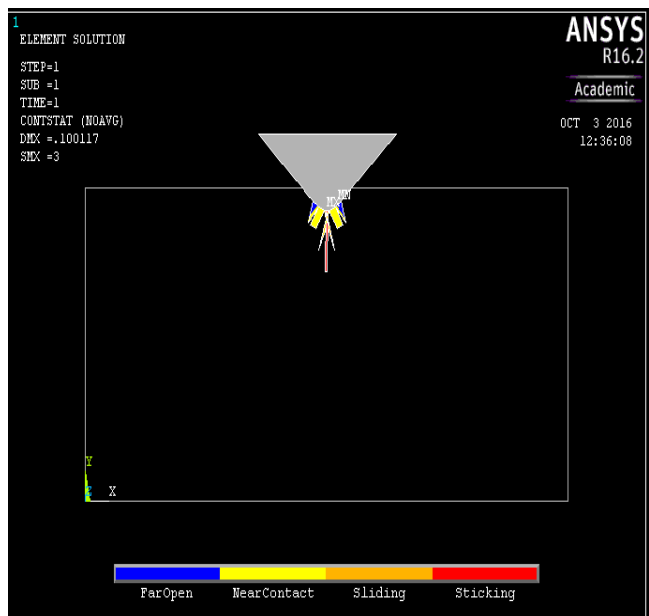 1
ELEMENT SOLUTION
STEP=1
SUB =1
TIME=1
CONTSTAT (NOAVG)
DMX =.100117
SMX =3
ANSYS
R16.2
Academic
OCT  3 2016
12:36:08
MX
MN
Y
X
FarOpen
NearContact
Sliding
Sticking